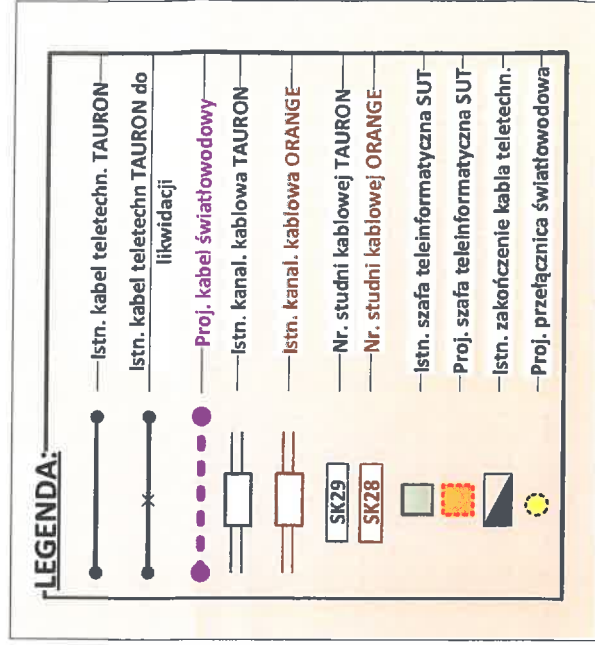 LEGENDA:
Istn. kabel teletechn. TAURON
Istn. kabel teletechn TAURON do
likwidacji
Proj. kabel światłowodowy
Istn. kanal. kablowa TAURON
Istn. kanal. kablowa ORANGE
SK29 Nr. studni kablowej TAURON
SK28 Nr. studni kablowej ORANGE
Istn. szafa teleinformatyczna SUT
Proj. szafa teleinformatyczna SUT
Istn. zakończenie kabla teletechn.
Proj. przełącznica światłowodowa